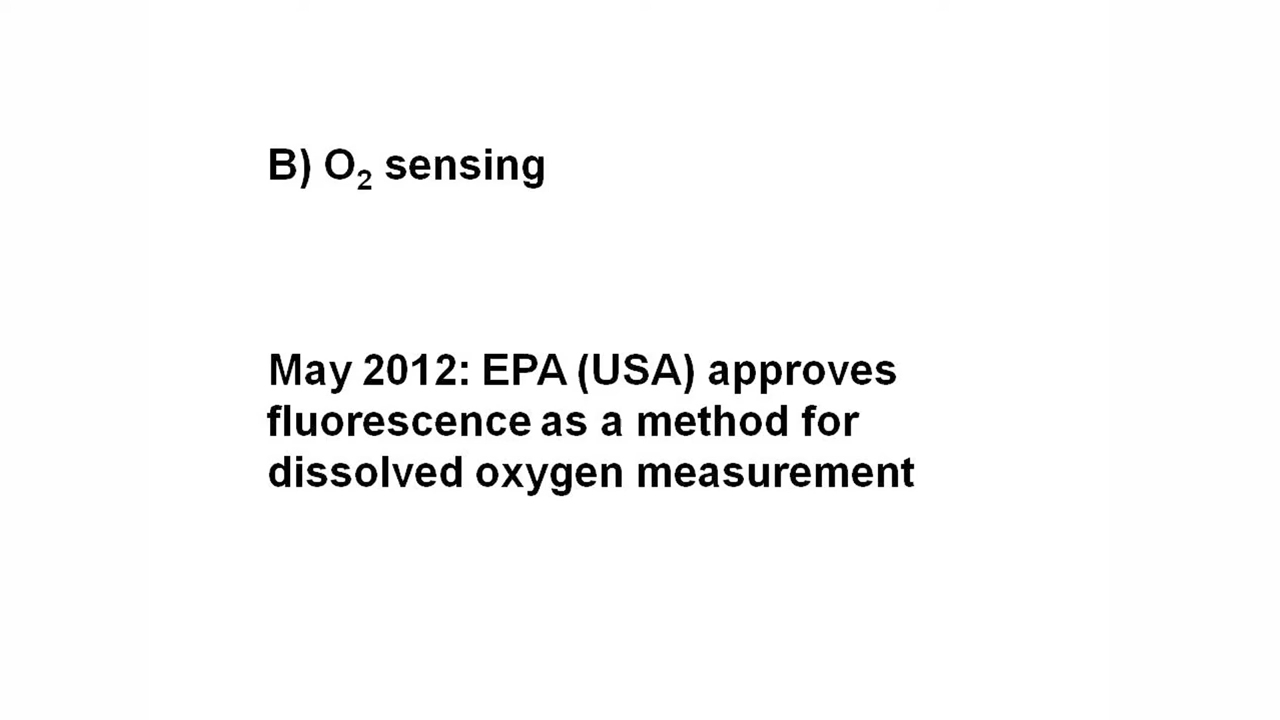 B) O₂ sensing
May 2012: EPA (USA) approves
fluorescence as a method for
dissolved oxygen measurement